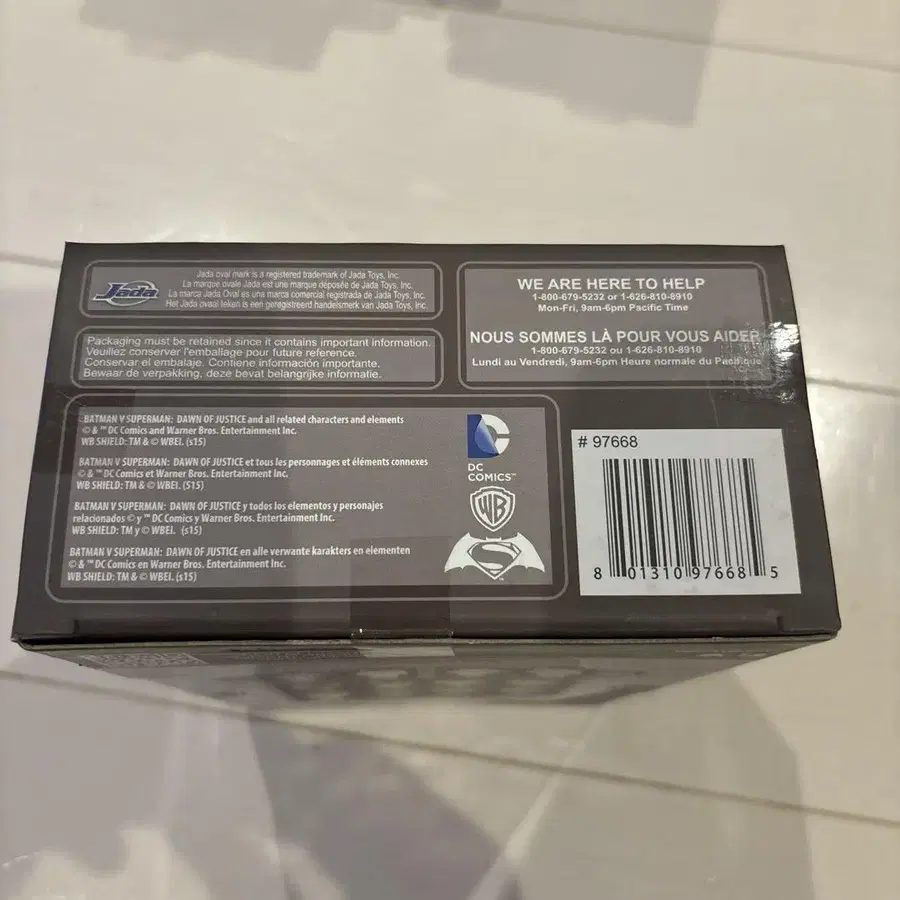 Jada
Jada oval mark is a registered trademark of Jada Toys, Inc.
La marque ovale Jada est une marque déposée de Jada Toys, Inc.
La marca Jada Oval es una marca comercial registrada de Jada Toys, Inc.
Het Jada ovaal teken is een geregistreerd handelsmerk van Jada Toys, Inc.
Packaging must be retained since it contains important information.
Veuillez conserver l'emballage pour future reference.
Conservar el embalaje. Contiene información importante.
Bewaar de verpakking, deze bevat belangrijke informatie.
WE ARE HERE TO HELP
1-800-679-5232 or 1-626-810-8910
Mon-Fri, 9am-6pm Pacific Time
NOUS SOMMES LÀ POUR VOUS AIDER
1-800-679-5232 ou 1-626-810-8910
Lundi au Vendredi, 9am-6pm Heure normale du Pacifique
BATMAN V SUPERMAN: DAWN OF JUSTICE and all related characters and elements
© & ™ DC Comics and Warner Bros. Entertainment Inc.
WB SHIELD: TM & © WBEI. (s15)
BATMAN V SUPERMAN: DAWN OF JUSTICE et tous les personnages et éléments connexes
© & ™ DC Comics et Warner Bros. Entertainment Inc.
WB SHIELD: TM & © WBEI. (S15)
BATMAN V SUPERMAN: DAWN OF JUSTICE y todos los elementos y personajes
relacionados © y ™ DC Comics y Warner Bros. Entertainment Inc.
WB SHIELD: TM y © WBEI. (s15)
BATMAN V SUPERMAN: DAWN OF JUSTICE en alle verwante karakters en elementen
© & ™ DC Comics en Warner Bros. Entertainment Inc.
WB SHIELD: TM & © WBEI. (s15)
DC
COMICS™
WB
S
# 97668
8 01310 97668 5